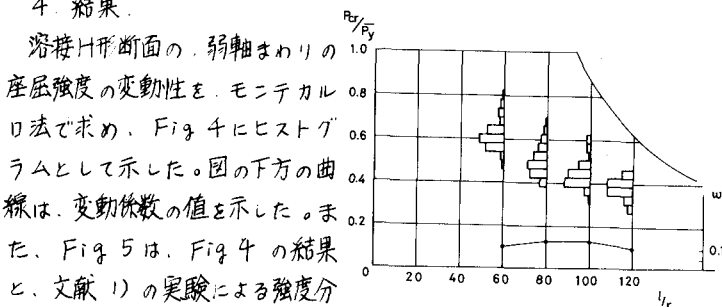 4. 結果.
溶接H形断面の、弱軸まわりの
座屈強度の変動性を、モンテカル
ロ法で求め、Fig 4にヒストグ
ラムとして示した。図の下方の曲
線は、変動係数の値を示した。ま
た、Fig 5は、Fig 4 の結果
と、文献 1) の実験による強度分
Pcr/P̄y
1.0
0.8
0.6
0.4
0.2
0
20
40
60
80
100
120
l/r
ω
0.1